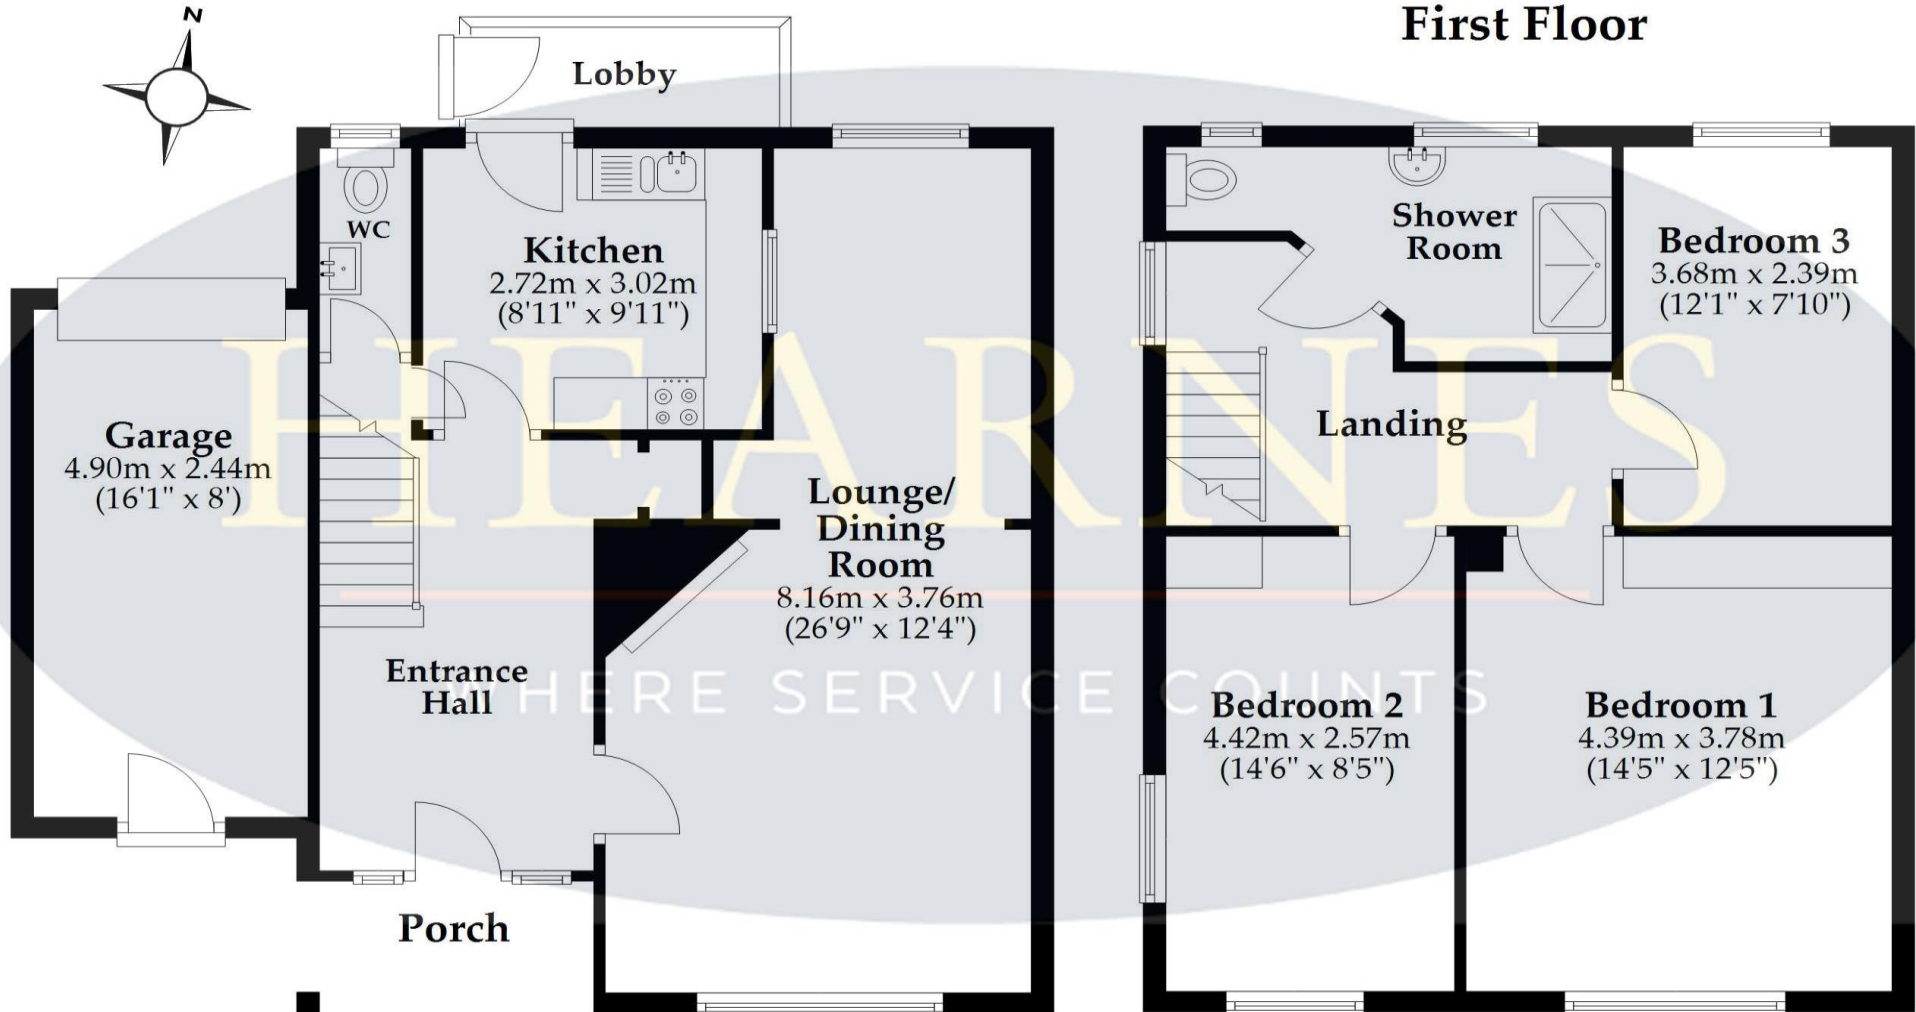 N
First Floor
Lobby
WC
Kitchen
2.72m x 3.02m
(8'11" x 9'11")
Shower
Room
Bedroom 3
3.68m x 2.39m
(12'1" x 7'10")
HEARNES
Garage
4.90m x 2.44m
(16'1" x 8')
Landing
Lounge/
Dining
Room
8.16m x 3.76m
(26'9" x 12'4")
Entrance
Hall
WHERE SERVICE COUNTS
Bedroom 2
4.42m x 2.57m
(14'6" x 8'5")
Bedroom 1
4.39m x 3.78m
(14'5" x 12'5")
Porch